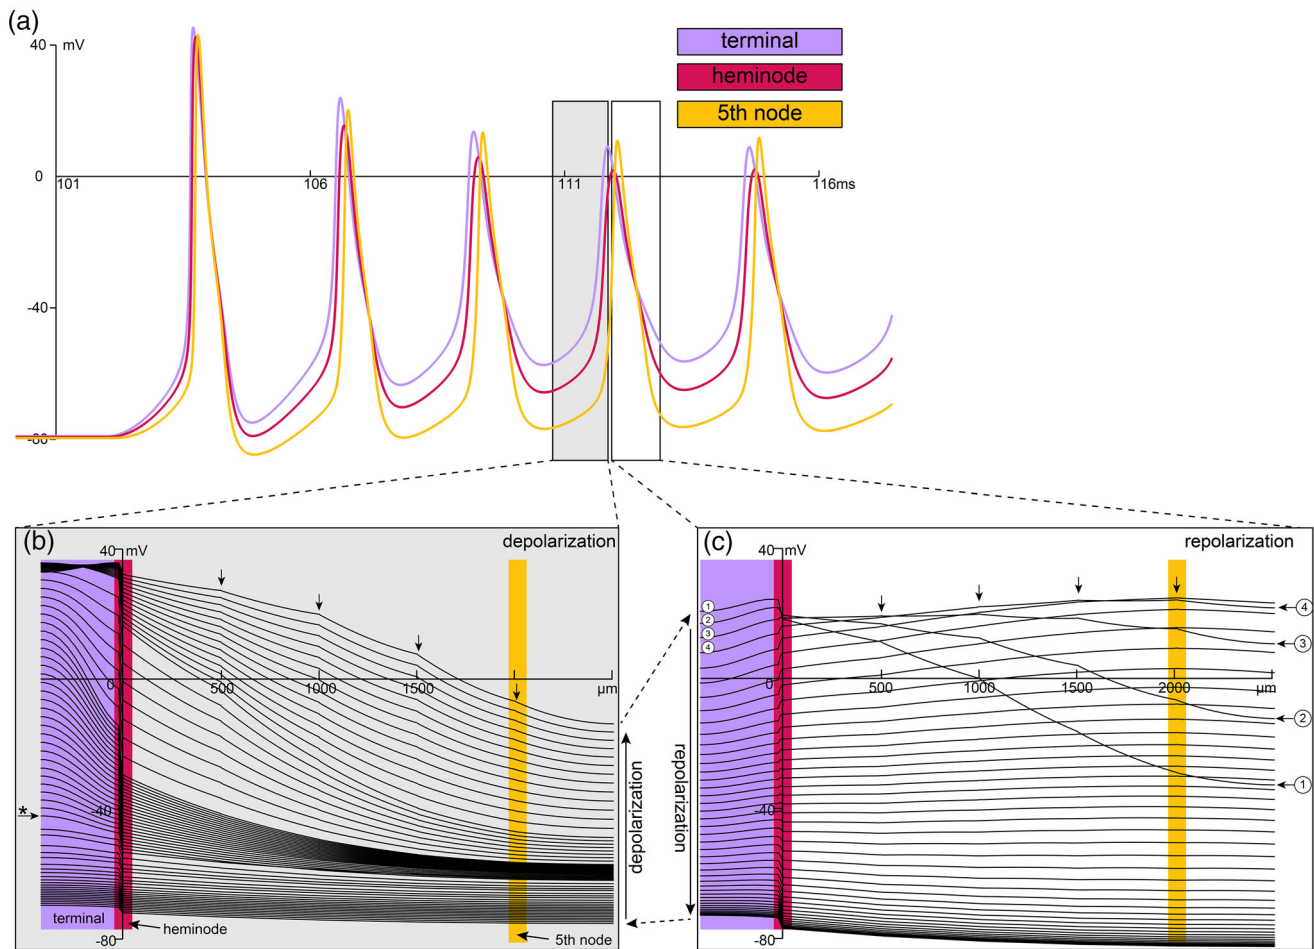 (a)
40
mV
terminal
heminode
5th node
0
101
106
111
116ms
-40
-80
(b)
40
mV
depolarization
0
500
1000
1500
µm
-40
*
terminal
heminode
5th node
-80
depolarization
repolarization
(c)
40
mV
repolarization
1
2
3
4
4
3
0
500
1000
1500
2000
µm
2
1
-40
-80